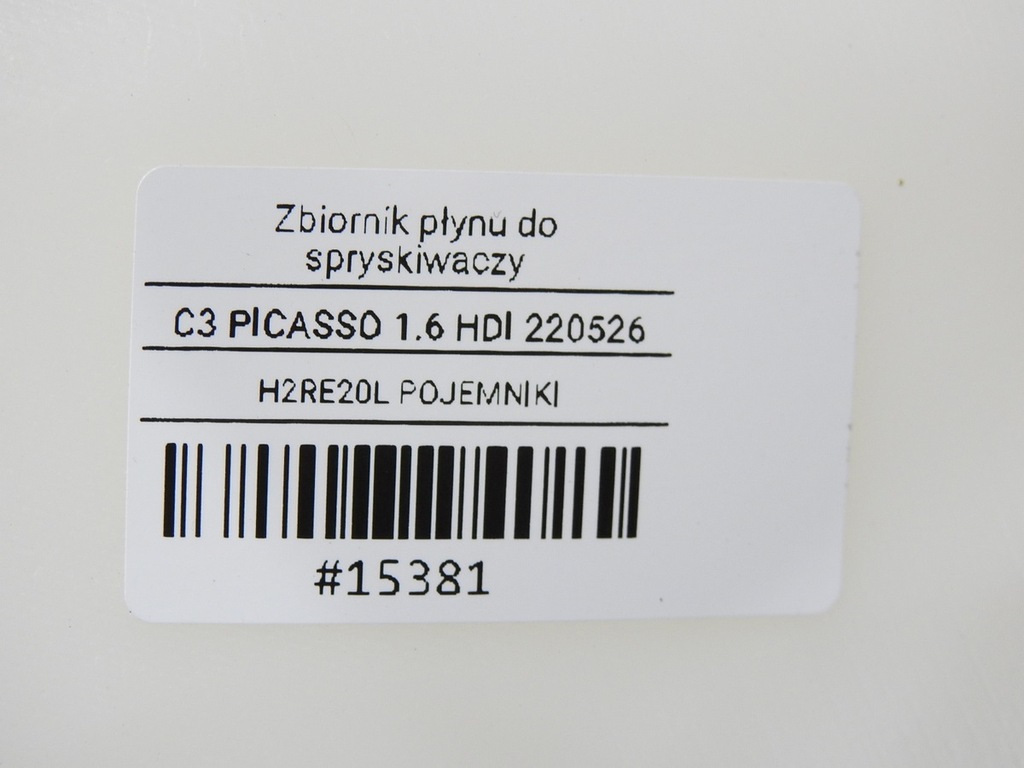 Zbiornik płynu do
spryskiwaczy
C3 PICASSO 1.6 HDI 220526
H2RE20L POJEMNIKI
#15381